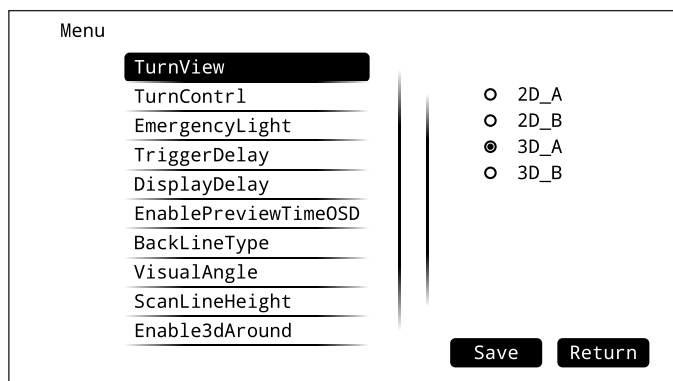 Menu
TurnView
TurnContrl
EmergencyLight
TriggerDelay
DisplayDelay
EnablePreviewTimeOSD
BackLineType
VisualAngle
ScanLineHeight
Enable3dAround
2D_A
2D_B
3D_A
3D_B
Save Return